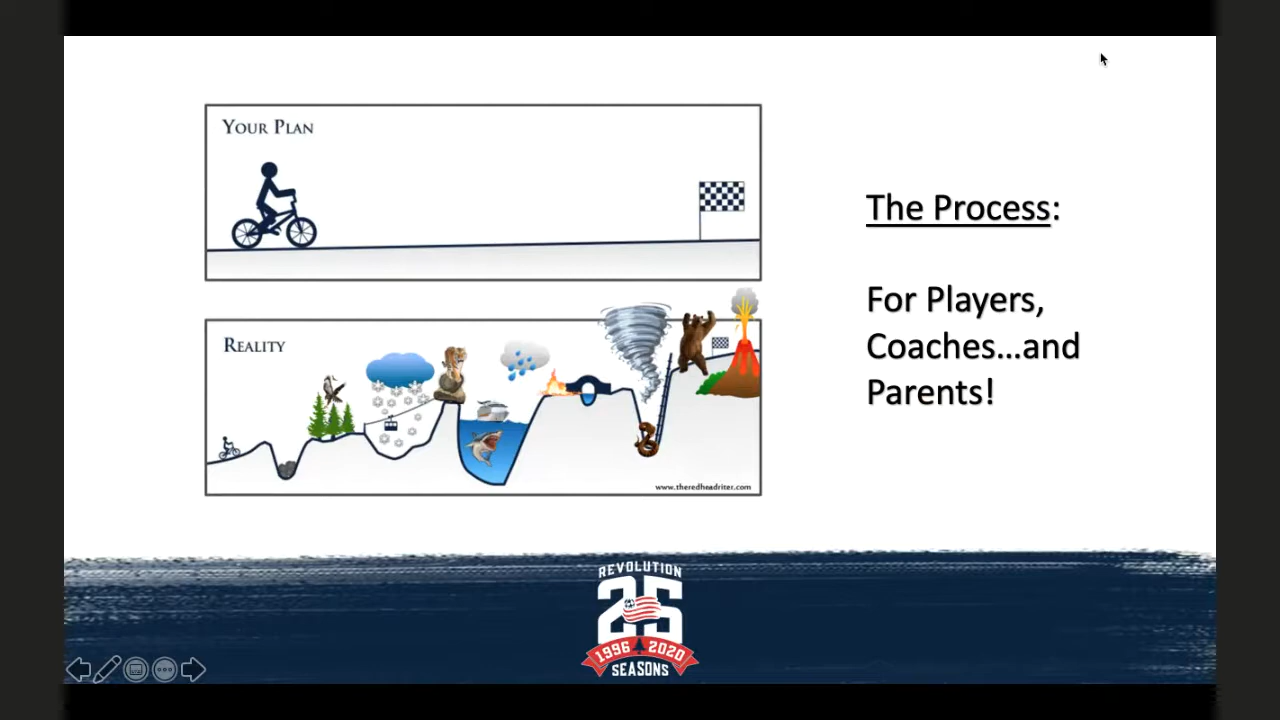 YOUR PLAN
REALITY
www.theredheadriter.com
The Process:
For Players,
Coaches...and
Parents!
REVOLUTION
25
1996 2020
SEASONS